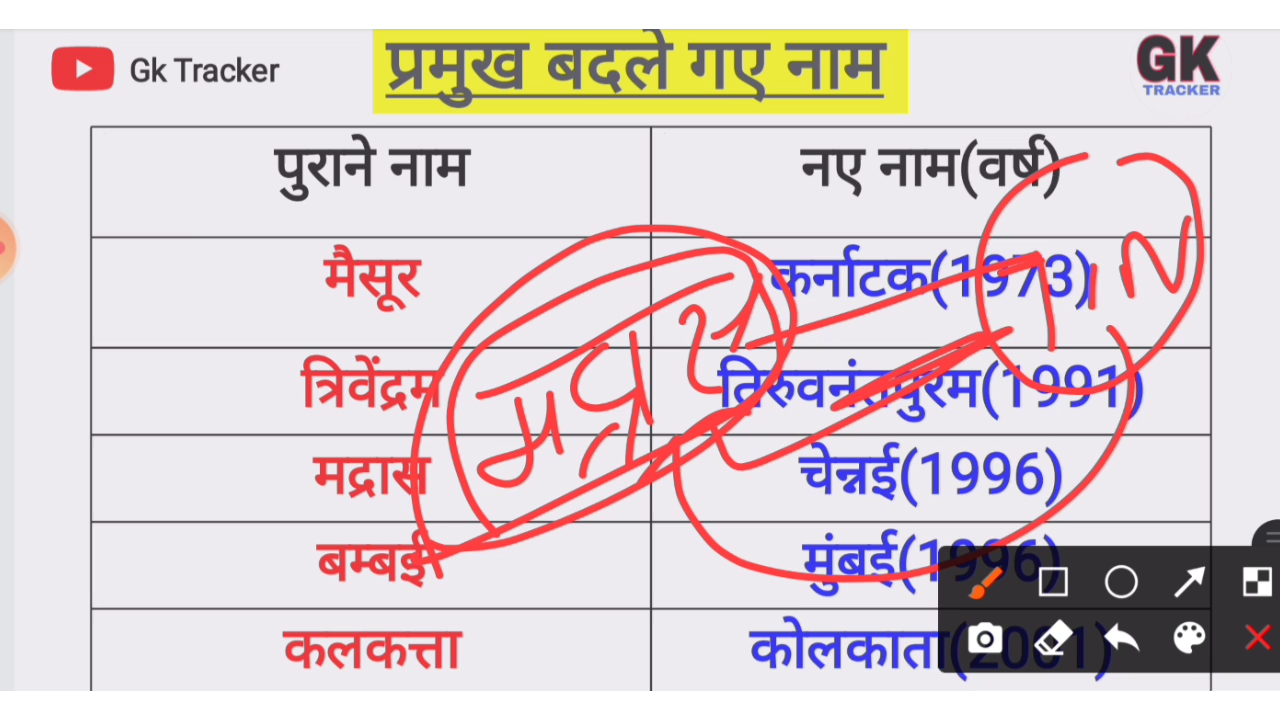 Gk Tracker
प्रमुख बदले गए नाम
GK
TRACKER
पुराने नाम
नए नाम(वर्ष)
मैसूर
कर्नाटक(1973)
त्रिवेंद्रम
तिरुवनंतपुरम(1991)
मद्रास
चेन्नई(1996)
बम्बई
मुंबई(1996)
कलकत्ता
कोलकाता(2001)
मद्रास
T.N